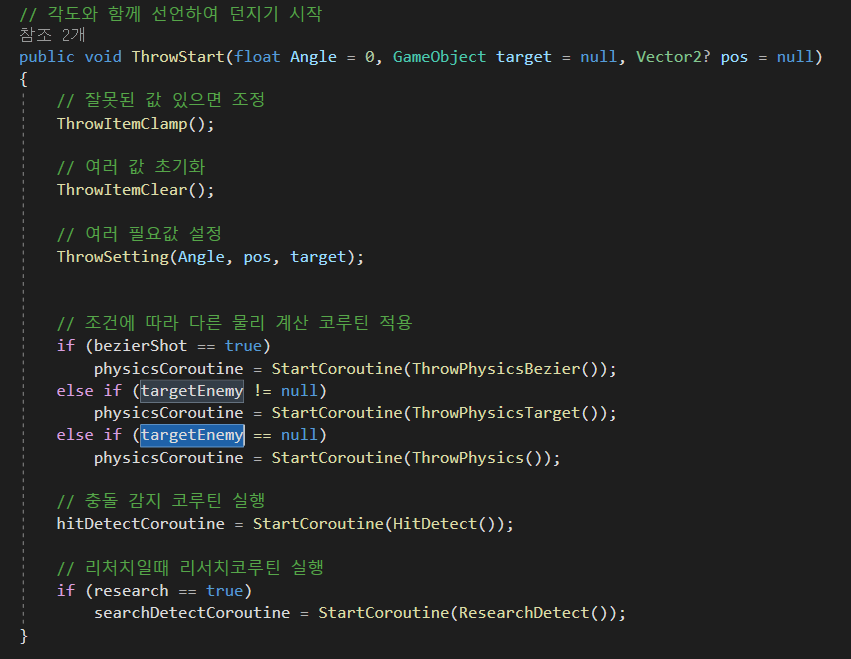 // 각도와 함께 선언하여 던지기 시작
참조 2개
public void ThrowStart(float Angle = 0, GameObject target = null, Vector2? pos = null)
{
// 잘못된 값 있으면 조정
ThrowItemClamp();
// 여러 값 초기화
ThrowItemClear();
// 여러 필요값 설정
ThrowSetting(Angle, pos, target);
// 조건에 따라 다른 물리 계산 코루틴 적용
if (bezierShot == true)
physicsCoroutine = StartCoroutine(ThrowPhysicsBezier());
else if (targetEnemy != null)
physicsCoroutine = StartCoroutine(ThrowPhysicsTarget());
else if (targetEnemy == null)
physicsCoroutine = StartCoroutine(ThrowPhysics());
// 충돌 감지 코루틴 실행
hitDetectCoroutine = StartCoroutine(HitDetect());
// 리처치일때 리서치코루틴 실행
if (research == true)
searchDetectCoroutine = StartCoroutine(ResearchDetect());
}